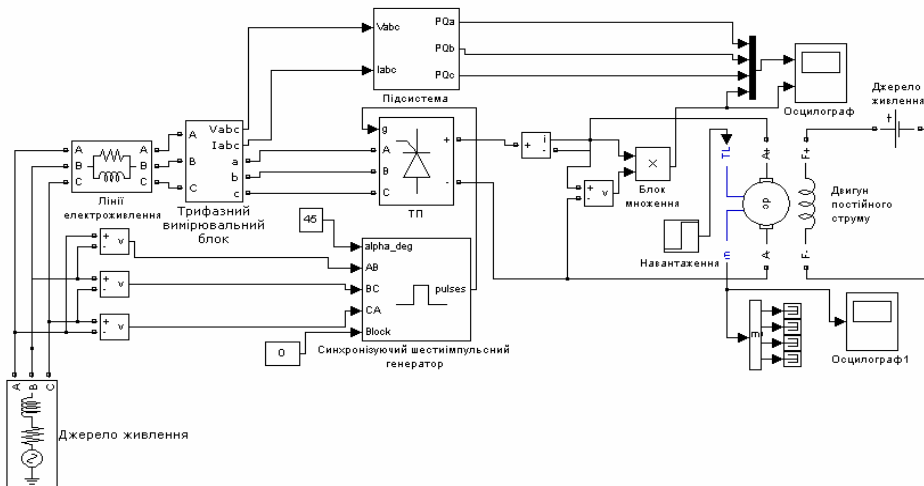 Vabc
Iabc
PQa
PQb
PQc
Підсистема
Осцилограф
Джерело
живлення
A
B
C
A
B
C
Лінії
електроживлення
A
B
C
Vabc
Iabc
a
b
c
Трифазний
вимірювальний
блок
g
A
B
C
+
-
ТП
+
-
i
+
-
v
×
Блок
множення
TL
m
A+
A-
F+
F-
Двигун
постійного
струму
Навантаження
+
-
v
+
-
v
+
-
v
45
0
alpha_deg
AB
BC
CA
Block
pulses
Синхронізуючий шестиімпульсний
генератор
m
Осцилограф1
A
B
C
Джерело живлення